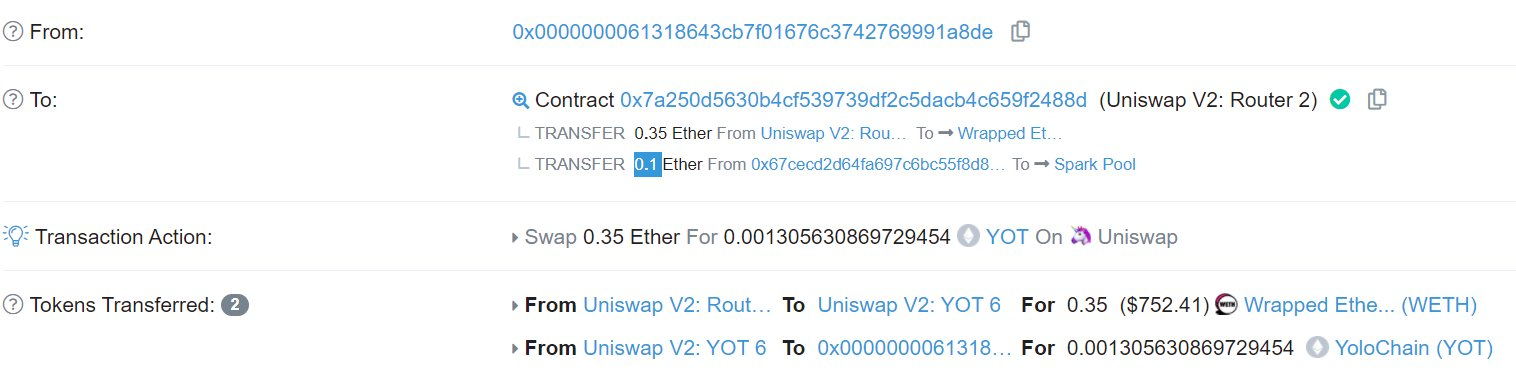 From: 0x0000000061318643cb7f01676c3742769991a8de
To: Contract 0x7a250d5630b4cf539739df2c5dacb4c659f2488d (Uniswap V2: Router 2)
TRANSFER 0.35 Ether From Uniswap V2: Rou... To → Wrapped Et...
TRANSFER 0.1 Ether From 0x67cecd2d64fa697c6bc55f8d8... To → Spark Pool
Transaction Action: Swap 0.35 Ether For 0.001305630869729454 YOT On Uniswap
Tokens Transferred: 2 From Uniswap V2: Rout... To Uniswap V2: YOT 6 For 0.35 ($752.41) WETH Wrapped Ethe... (WETH)
From Uniswap V2: YOT 6 To 0x0000000061318... For 0.001305630869729454 YoloChain (YOT)